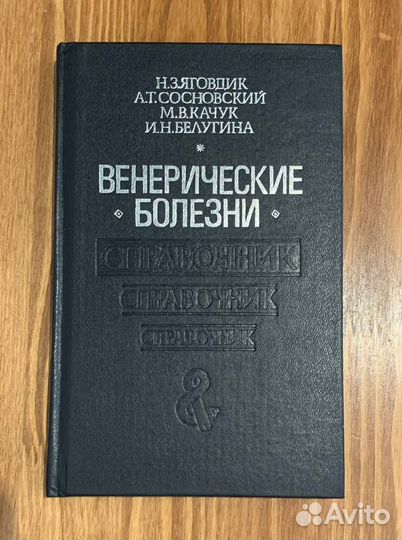 Н.З.ЯГОВДИК
А.Т.СОСНОВСКИЙ
М.В.КАЧУК
И.Н.БЕЛУГИНА
*
ВЕНЕРИЧЕСКИЕ
БОЛЕЗНИ
СПРАВОЧНИК
СПРАВОЧНИК
СПРАВОЧНИК
Avito